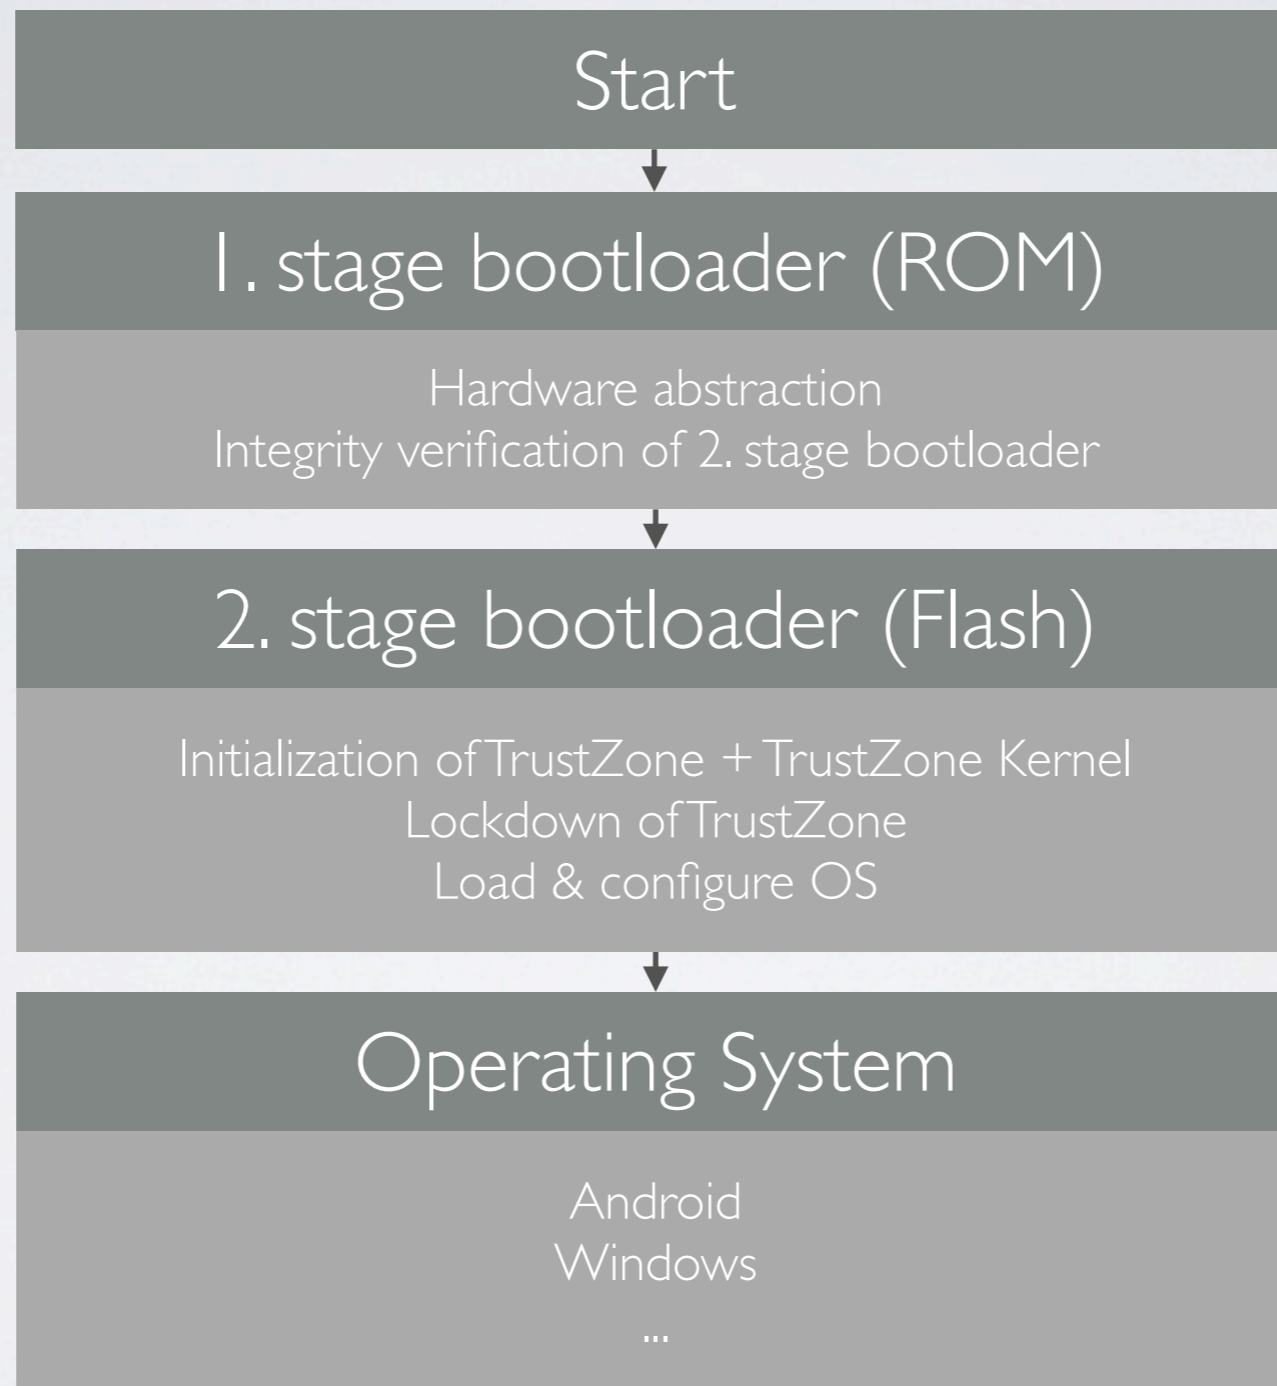 Start
1. stage bootloader (ROM)
Hardware abstraction
Integrity verification of 2. stage bootloader
2. stage bootloader (Flash)
Initialization of TrustZone + TrustZone Kernel
Lockdown of TrustZone
Load & configure OS
Operating System
Android
Windows
...